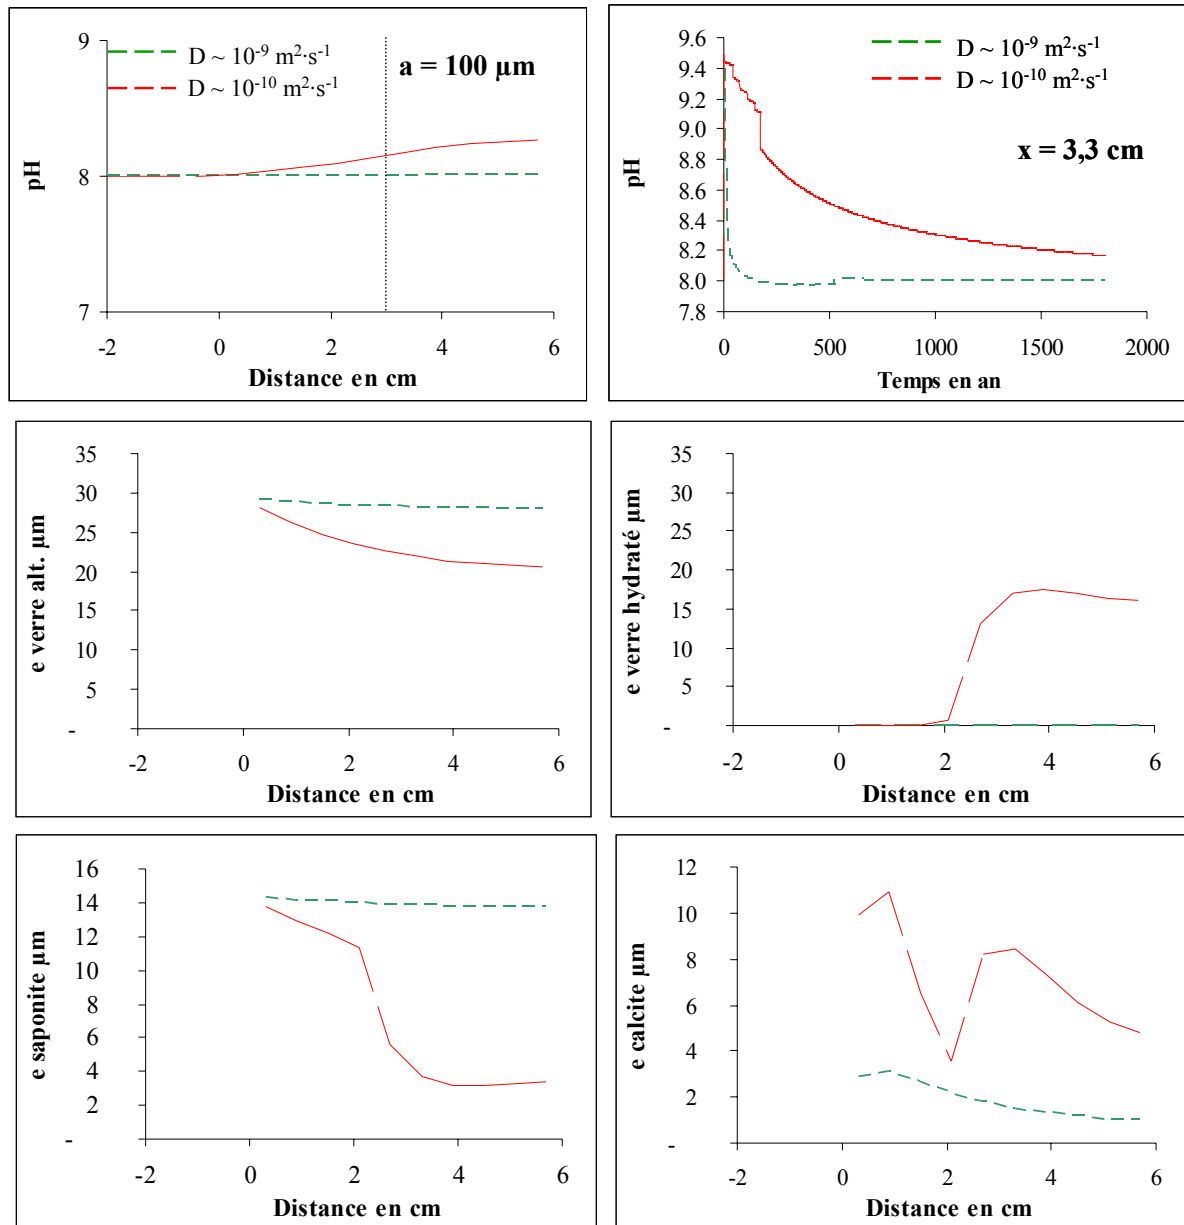 9
8
7
pH
D ~ 10⁻⁹ m²·s⁻¹
D ~ 10⁻¹⁰ m²·s⁻¹
a = 100 µm
-2 0 2 4 6
Distance en cm
9.6
9.4
9.2
9.0
8.8
8.6
8.4
8.2
8.0
7.8
pH
D ~ 10⁻⁹ m²·s⁻¹
D ~ 10⁻¹⁰ m²·s⁻¹
x = 3,3 cm
0 500 1000 1500 2000
Temps en an
35
30
25
20
15
10
5
-
e verre alt. µm
-2 0 2 4 6
Distance en cm
35
30
25
20
15
10
5
-
e verre hydraté µm
-2 0 2 4 6
Distance en cm
16
14
12
10
8
6
4
2
-
e saponite µm
-2 0 2 4 6
Distance en cm
12
10
8
6
4
2
-
e calcite µm
-2 0 2 4 6
Distance en cm